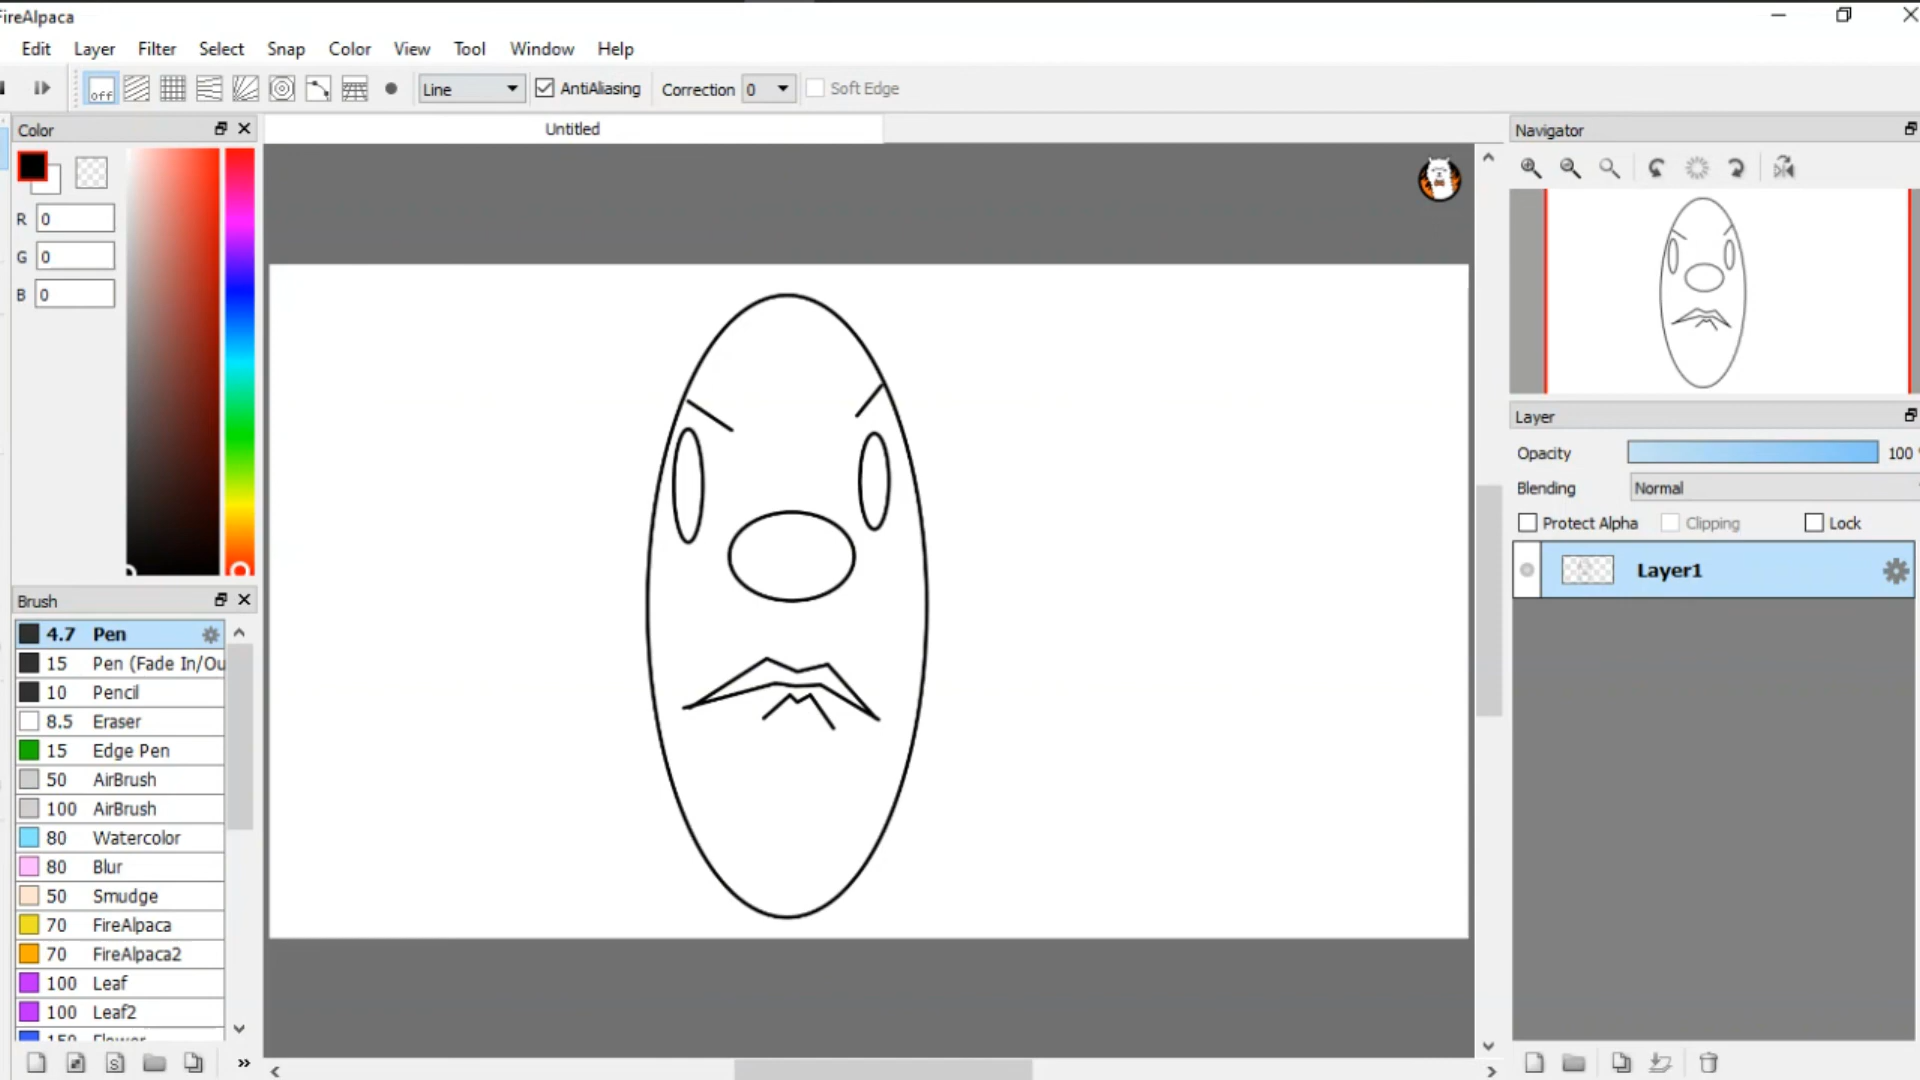 FireAlpaca
Edit Layer Filter Select Snap Color View Tool Window Help
off Line AntiAliasing Correction 0 Soft Edge
Color
Untitled
Navigator
R 0
G 0
B 0
Layer
Opacity 100
Blending Normal
Protect Alpha Clipping Lock
Layer1
Brush
4.7 Pen
15 Pen (Fade In/Ou
10 Pencil
8.5 Eraser
15 Edge Pen
50 AirBrush
100 AirBrush
80 Watercolor
80 Blur
50 Smudge
70 FireAlpaca
70 FireAlpaca2
100 Leaf
100 Leaf2
150 Flower